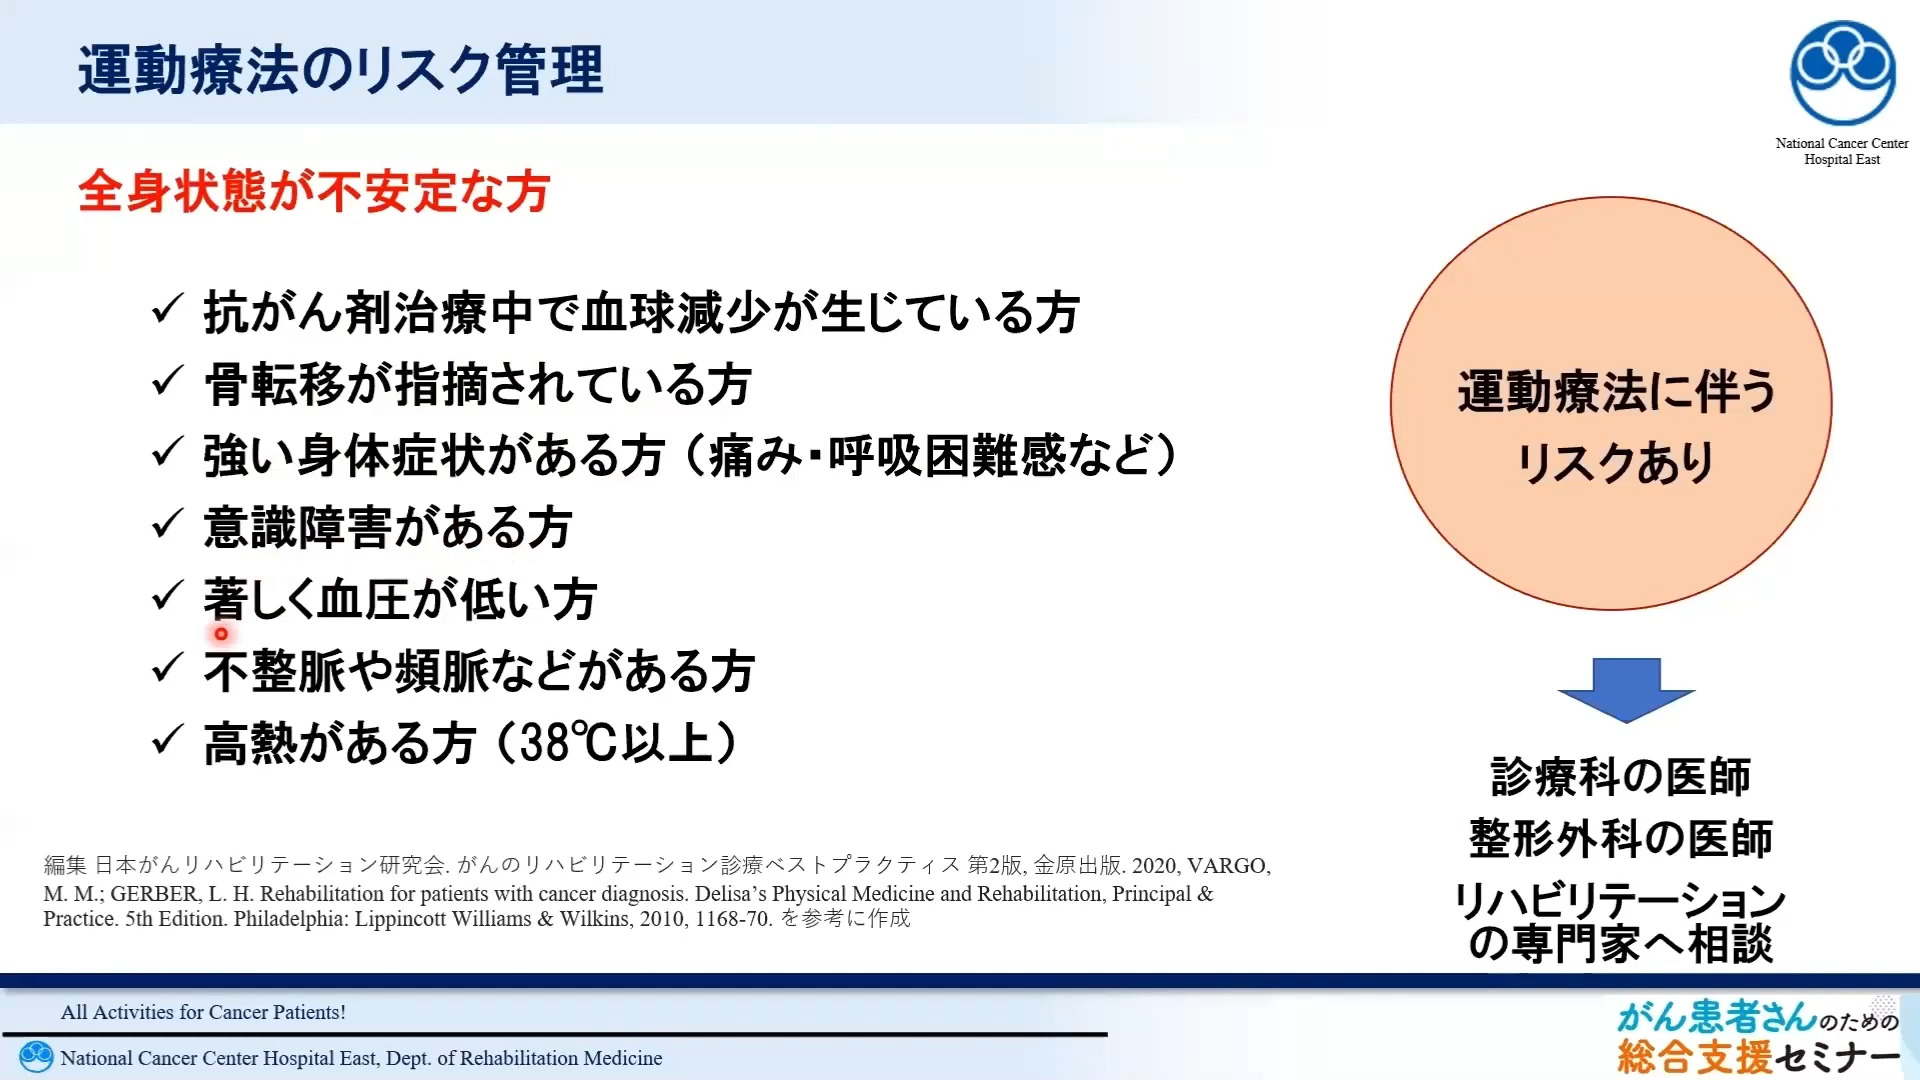 運動療法のリスク管理
National Cancer Center
Hospital East
全身状態が不安定な方
✓ 抗がん剤治療中で血球減少が生じている方
✓ 骨転移が指摘されている方
✓ 強い身体症状がある方（痛み・呼吸困難感など）
✓ 意識障害がある方
✓ 著しく血圧が低い方
✓ 不整脈や頻脈などがある方
✓ 高熱がある方（38℃以上）
運動療法に伴う
リスクあり
診療科の医師
整形外科の医師
リハビリテーション
の専門家へ相談
編集 日本がんリハビリテーション研究会. がんのリハビリテーション診療ベストプラクティス 第2版, 金原出版. 2020, VARGO,
M. M.; GERBER, L. H. Rehabilitation for patients with cancer diagnosis. Delisa’s Physical Medicine and Rehabilitation, Principal &
Practice. 5th Edition. Philadelphia: Lippincott Williams & Wilkins, 2010, 1168-70. を参考に作成
All Activities for Cancer Patients!
National Cancer Center Hospital East, Dept. of Rehabilitation Medicine
がん患者さんのための
総合支援セミナー